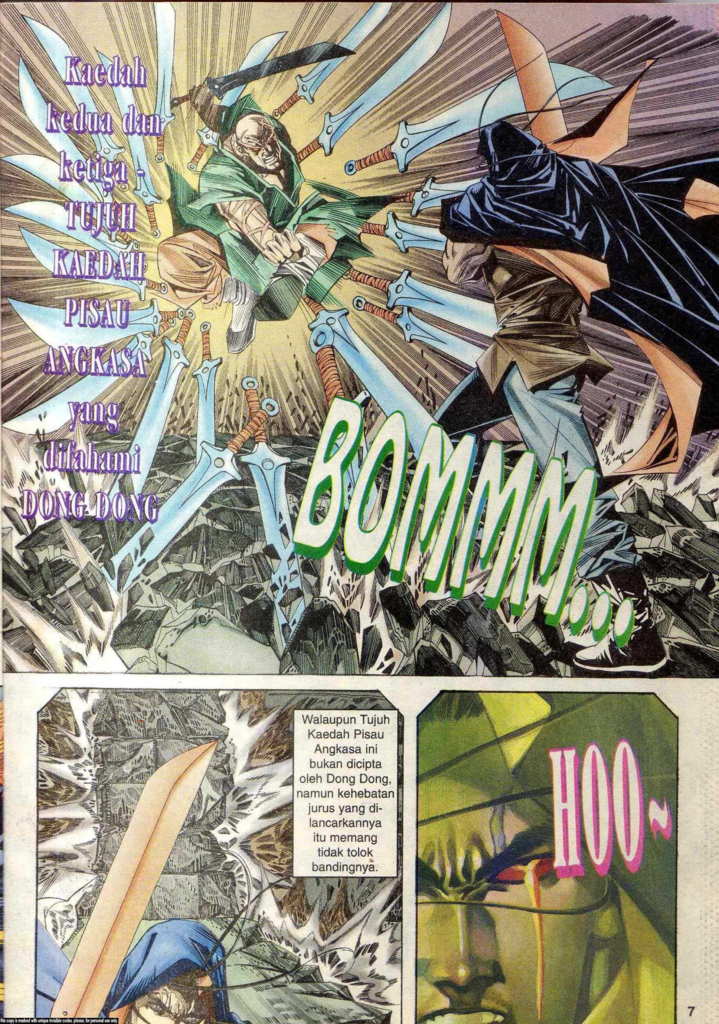 Kaedah
kedua dan
ketiga -
TUJUH
KAEDAH
PISAU
ANGKASA
yang
difahami
DONG DONG
BOMMMM...
Walaupun Tujuh
Kaedah Pisau
Angkasa ini
bukan dicipta
oleh Dong Dong,
namun kehebatan
jurus yang di-
lancarkannya
itu memang
tidak tolok
bandingnya.
HOO~
7